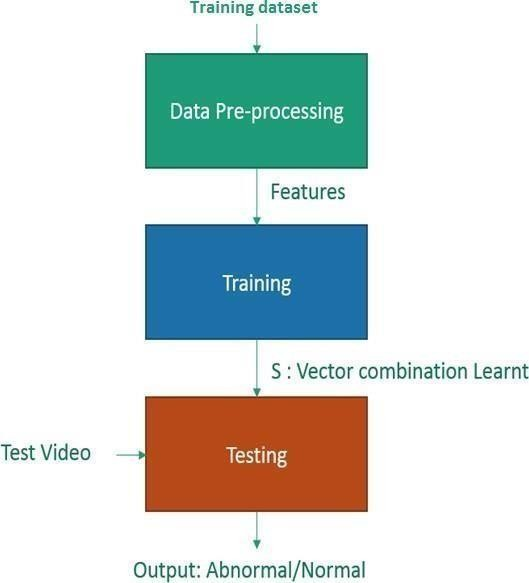 Training dataset
Data Pre-processing
Features
Training
S : Vector combination Learnt
Test Video
Testing
Output: Abnormal/Normal